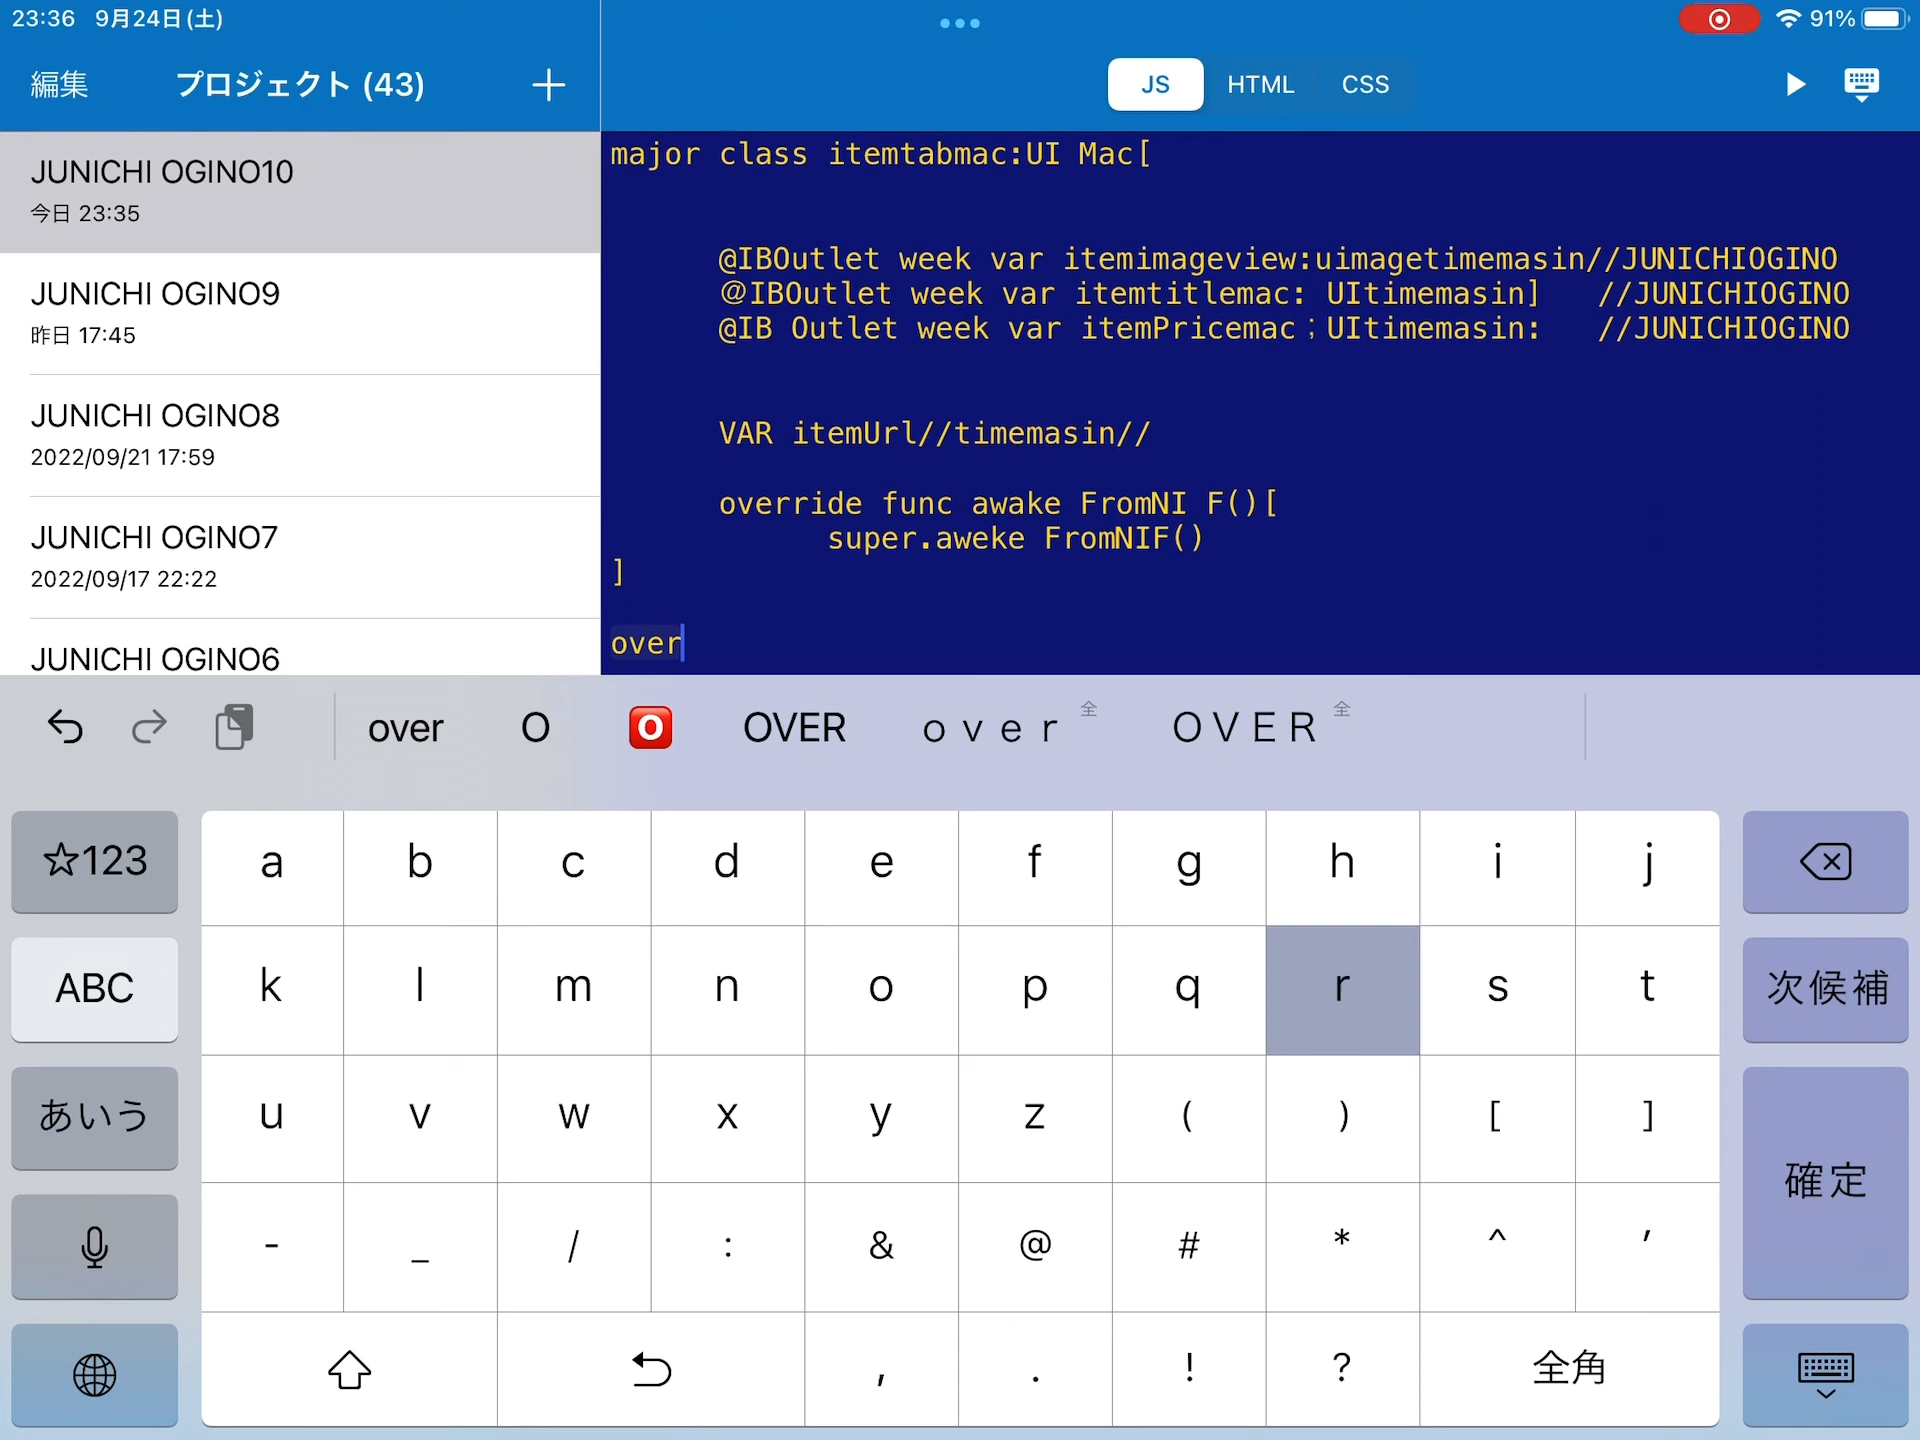 23:36 9月24日(土)
91%
編集
プロジェクト (43)
JS
HTML
CSS
JUNICHI OGINO10
今日 23:35
JUNICHI OGINO9
昨日 17:45
JUNICHI OGINO8
2022/09/21 17:59
JUNICHI OGINO7
2022/09/17 22:22
JUNICHI OGINO6
major class itemtabmac:UI Mac[
@IBOutlet week var itemimageview:uimagetimemasin//JUNICHIOGINO
＠IBOutlet week var itemtitlemac: UItimemasin] //JUNICHIOGINO
@IB Outlet week var itemPricemac；UItimemasin: //JUNICHIOGINO
VAR itemUrl//timemasin//
override func awake FromNI F()[
super.aweke FromNIF()
]
over
over O 🅾 OVER ｏｖｅｒ 全 ＯＶＥＲ 全
☆123 a b c d e f g h i j
ABC k l m n o p q r s t 次候補
あいう u v w x y z ( ) [ ] 確定
- _ / : & @ # * ^ ’
, . ! ? 全角